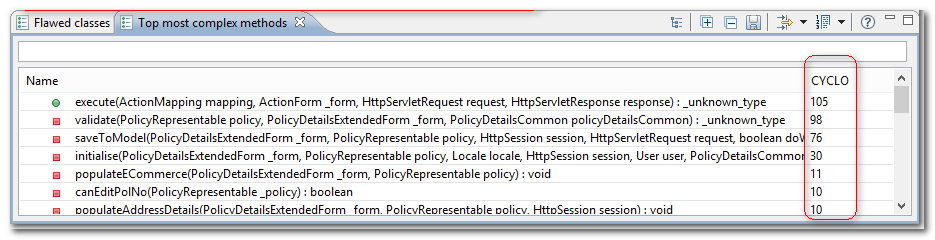 Flawed classes
Top most complex methods
Name CYCLO
execute(ActionMapping mapping, ActionForm _form, HttpServletRequest request, HttpServletResponse response) : _unknown_type 105
validate(PolicyRepresentable policy, PolicyDetailsExtendedForm _form, PolicyDetailsCommon policyDetailsCommon) : _unknown_type 98
saveToModel(PolicyDetailsExtendedForm _form, PolicyRepresentable policy, HttpSession session, HttpServletRequest request, boolean doW 76
initialise(PolicyDetailsExtendedForm _form, PolicyRepresentable policy, Locale locale, HttpSession session, User user, PolicyDetailsCommon 30
populateECommerce(PolicyDetailsExtendedForm _form, PolicyRepresentable policy) : void 11
canEditPolNo(PolicyRepresentable _policy) : boolean 10
populateAddressDetails(PolicyDetailsExtendedForm _form, PolicyRepresentable policy, HttpSession session) : void 10